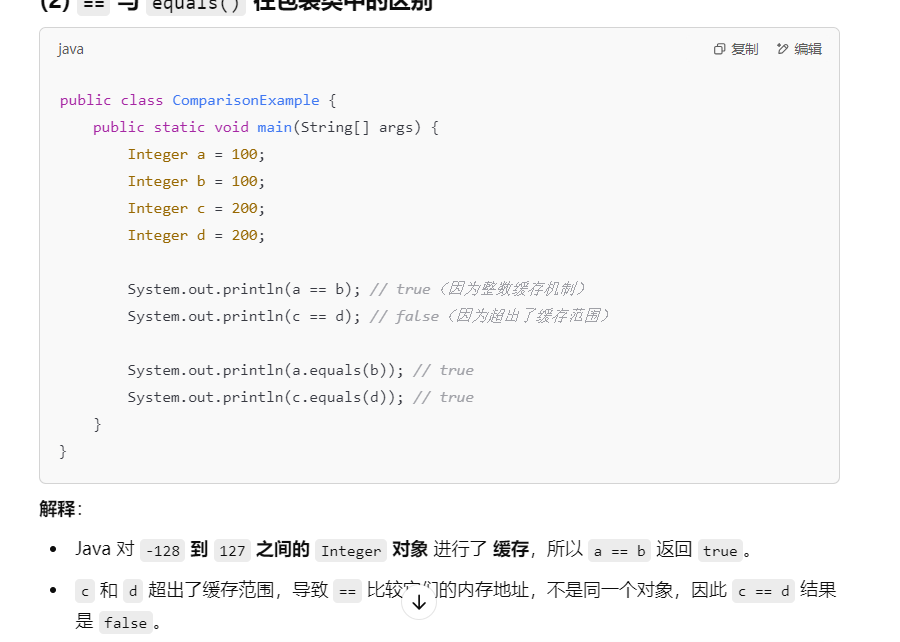 (2) == 与 equals() 在包装类中的区别
java 复制 编辑
public class ComparisonExample {
    public static void main(String[] args) {
        Integer a = 100;
        Integer b = 100;
        Integer c = 200;
        Integer d = 200;
        System.out.println(a == b); // true（因为整数缓存机制）
        System.out.println(c == d); // false（因为超出了缓存范围）
        System.out.println(a.equals(b)); // true
        System.out.println(c.equals(d)); // true
    }
}
解释：
• Java 对 -128 到 127 之间的 Integer 对象 进行了 缓存，所以 a == b 返回 true。
• c 和 d 超出了缓存范围，导致 == 比较它们的内存地址，不是同一个对象，因此 c == d 结果
是 false。